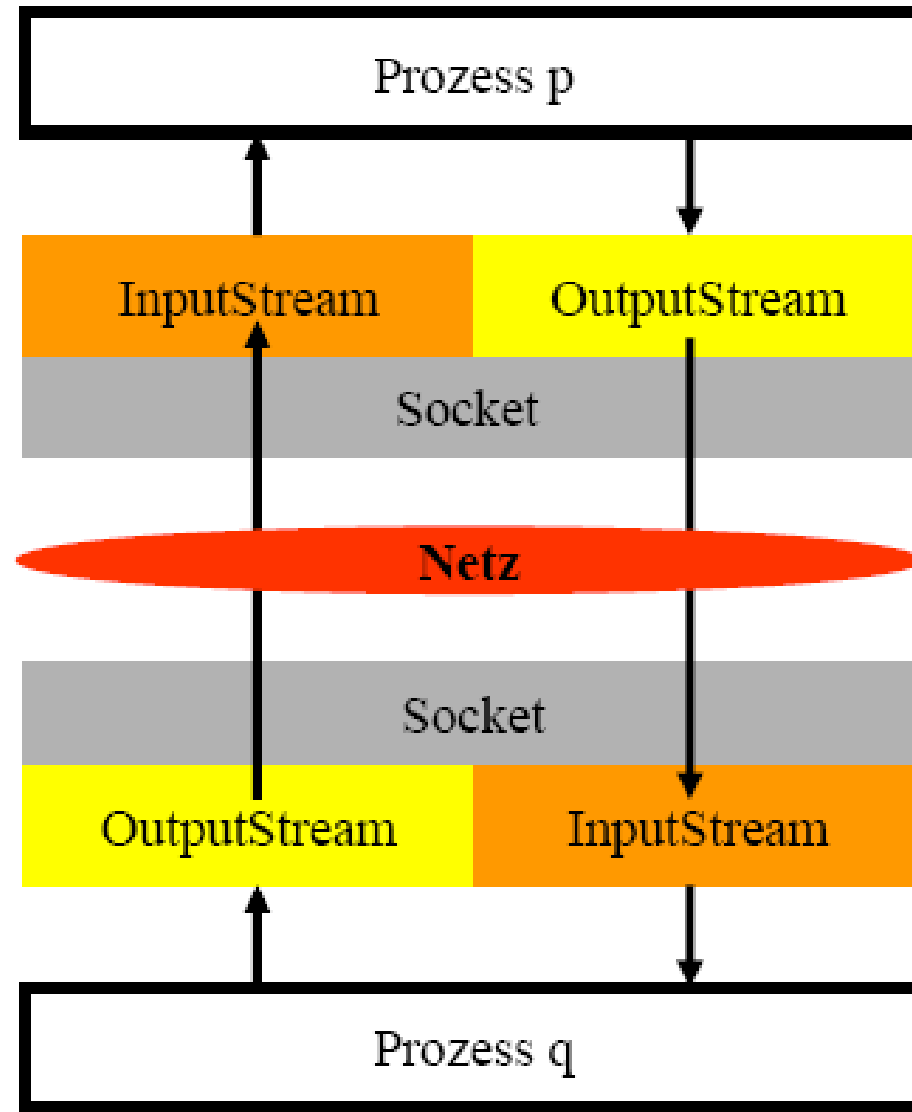 Prozess p
InputStream OutputStream
Socket
Netz
Socket
OutputStream InputStream
Prozess q